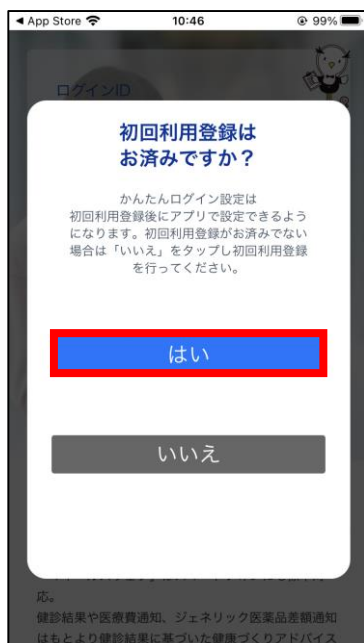 App Store
10:46
99%
ログインID
初回利用登録は
お済みですか？
かんたんログイン設定は
初回利用登録後にアプリで設定できるよう
になります。初回利用登録がお済みでない
場合は「いいえ」をタップし初回利用登録
を行ってください。
はい
いいえ
応。
健診結果や医療費通知、ジェネリック医薬品差額通知
はもとより健診結果に基づいた健康づくりアドバイス